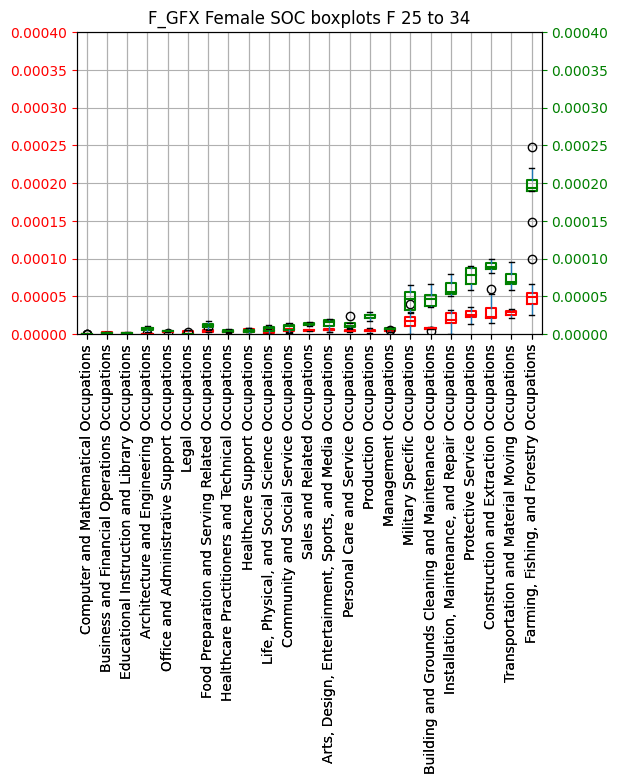 F_GFX Female SOC boxplots F 25 to 34
0.00040
0.00035
0.00030
0.00025
0.00020
0.00015
0.00010
0.00005
0.00000
0.00040
0.00035
0.00030
0.00025
0.00020
0.00015
0.00010
0.00005
0.00000
Computer and Mathematical Occupations
Business and Financial Operations Occupations
Educational Instruction and Library Occupations
Architecture and Engineering Occupations
Office and Administrative Support Occupations
Legal Occupations
Food Preparation and Serving Related Occupations
Healthcare Practitioners and Technical Occupations
Healthcare Support Occupations
Life, Physical, and Social Science Occupations
Community and Social Service Occupations
Sales and Related Occupations
Arts, Design, Entertainment, Sports, and Media Occupations
Personal Care and Service Occupations
Production Occupations
Management Occupations
Military Specific Occupations
Building and Grounds Cleaning and Maintenance Occupations
Installation, Maintenance, and Repair Occupations
Protective Service Occupations
Construction and Extraction Occupations
Transportation and Material Moving Occupations
Farming, Fishing, and Forestry Occupations